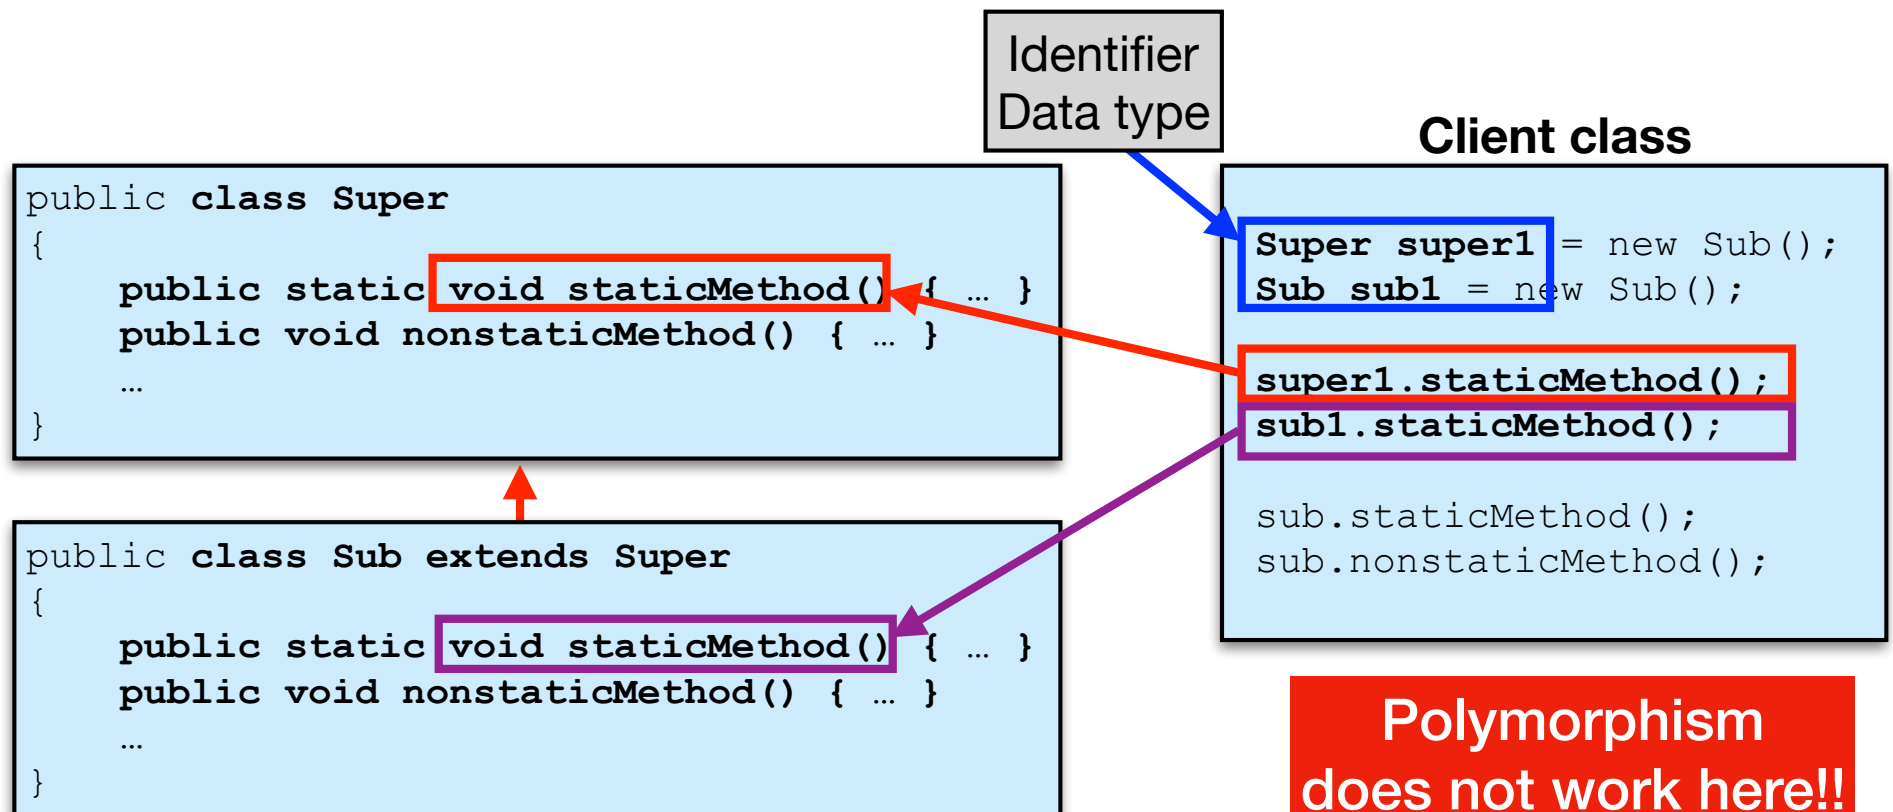 Identifier
Data type
Client class
public class Super
{
public static void staticMethod() { … }
public void nonstaticMethod() { … }
…
}
public class Sub extends Super
{
public static void staticMethod() { … }
public void nonstaticMethod() { … }
…
}
Super super1 = new Sub();
Sub sub1 = new Sub();
super1.staticMethod();
sub1.staticMethod();
sub.staticMethod();
sub.nonstaticMethod();
Polymorphism
does not work here!!